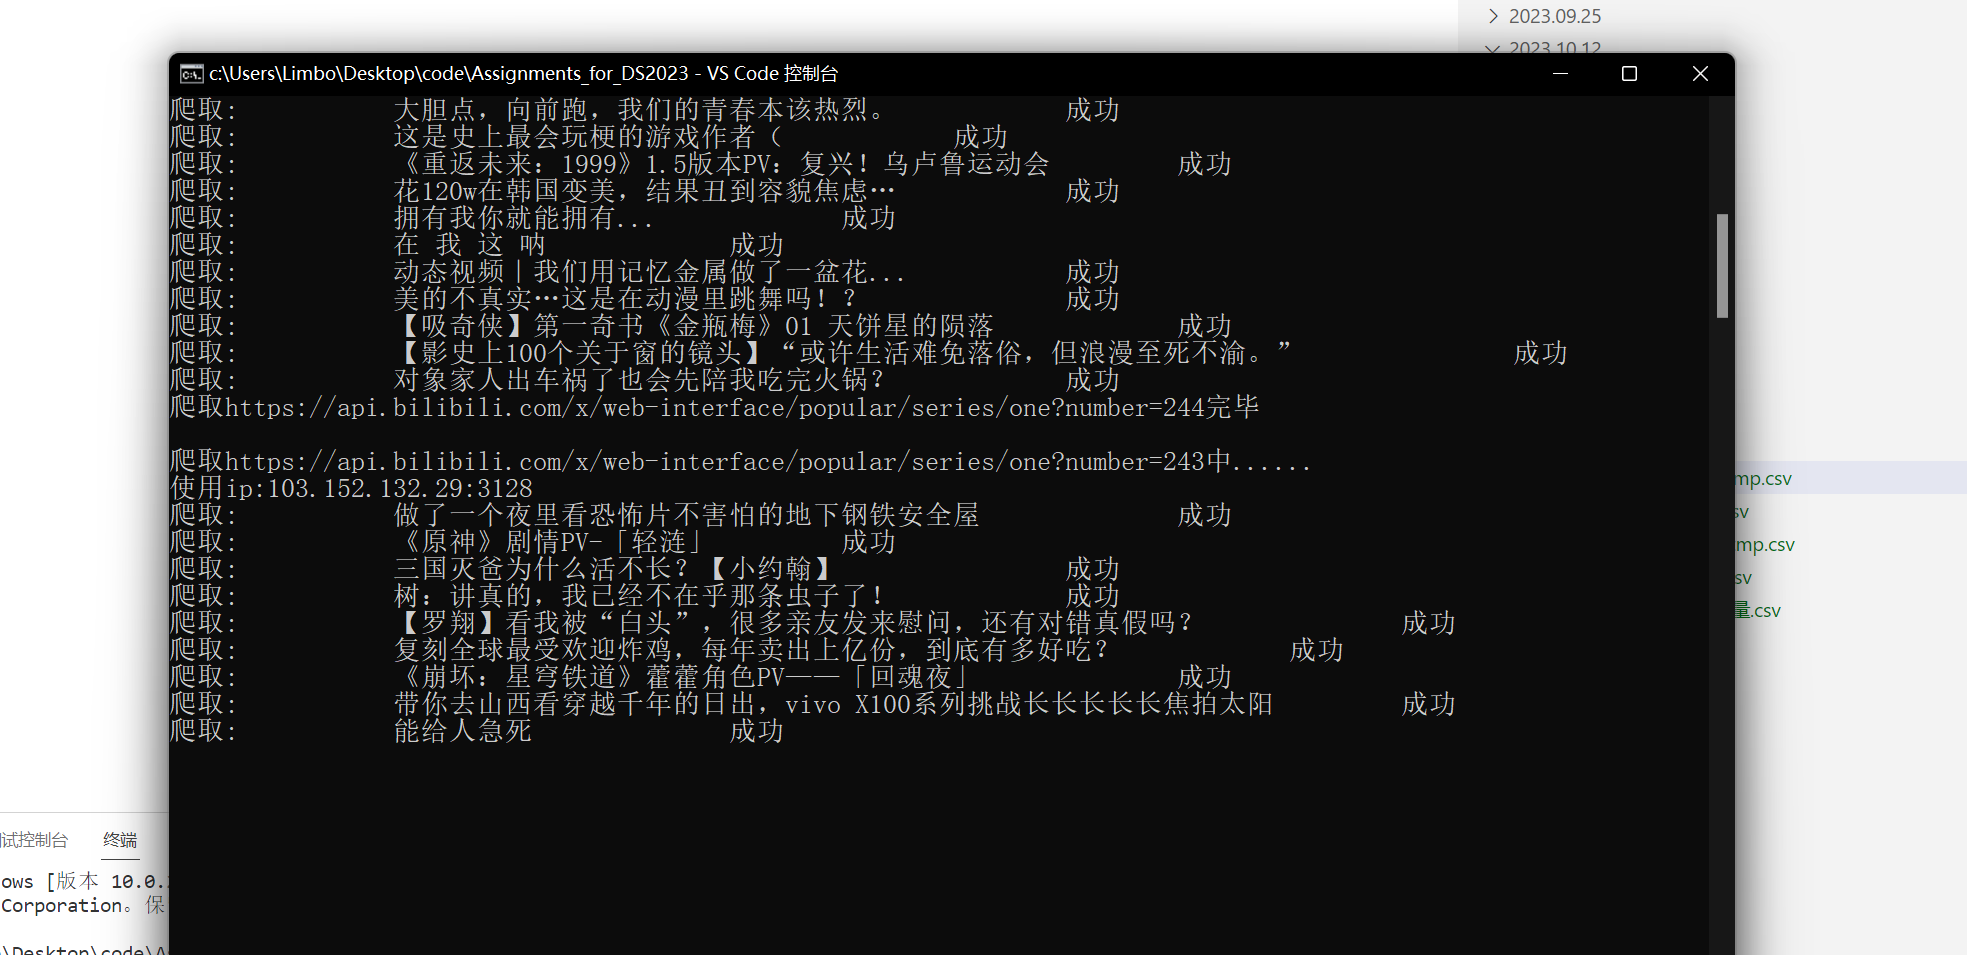 2023.09.25
2023.10.12
c:\Users\Limbo\Desktop\code\Assignments_for_DS2023 - VS Code 控制台
爬取: 大胆点，向前跑，我们的青春本该热烈。 成功
爬取: 这是史上最会玩梗的游戏作者（ 成功
爬取: 《重返未来：1999》1.5版本PV：复兴！乌卢鲁运动会 成功
爬取: 花120w在韩国变美，结果丑到容貌焦虑… 成功
爬取: 拥有我你就能拥有... 成功
爬取: 在 我 这 呐 成功
爬取: 动态视频｜我们用记忆金属做了一盆花... 成功
爬取: 美的不真实…这是在动漫里跳舞吗！？ 成功
爬取: 【吸奇侠】第一奇书《金瓶梅》01 天饼星的陨落 成功
爬取: 【影史上100个关于窗的镜头】“或许生活难免落俗，但浪漫至死不渝。” 成功
爬取: 对象家人出车祸了也会先陪我吃完火锅？ 成功
爬取https://api.bilibili.com/x/web-interface/popular/series/one?number=244完毕
爬取https://api.bilibili.com/x/web-interface/popular/series/one?number=243中......
使用ip:103.152.132.29:3128
爬取: 做了一个夜里看恐怖片不害怕的地下钢铁安全屋 成功
爬取: 《原神》剧情PV-「轻涟」 成功
爬取: 三国灭爸为什么活不长？【小约翰】 成功
爬取: 树：讲真的，我已经不在乎那条虫子了！ 成功
爬取: 【罗翔】看我被“白头”，很多亲友发来慰问，还有对错真假吗？ 成功
爬取: 复刻全球最受欢迎炸鸡，每年卖出上亿份，到底有多好吃？ 成功
爬取: 《崩坏：星穹铁道》藿藿角色PV——「回魂夜」 成功
爬取: 带你去山西看穿越千年的日出，vivo X100系列挑战长长长长长焦拍太阳 成功
爬取: 能给人急死 成功
mp.csv
sv
mp.csv
sv
量.csv
试控制台 终端
ows [版本 10.0.
Corporation。保
\Desktop\code\A